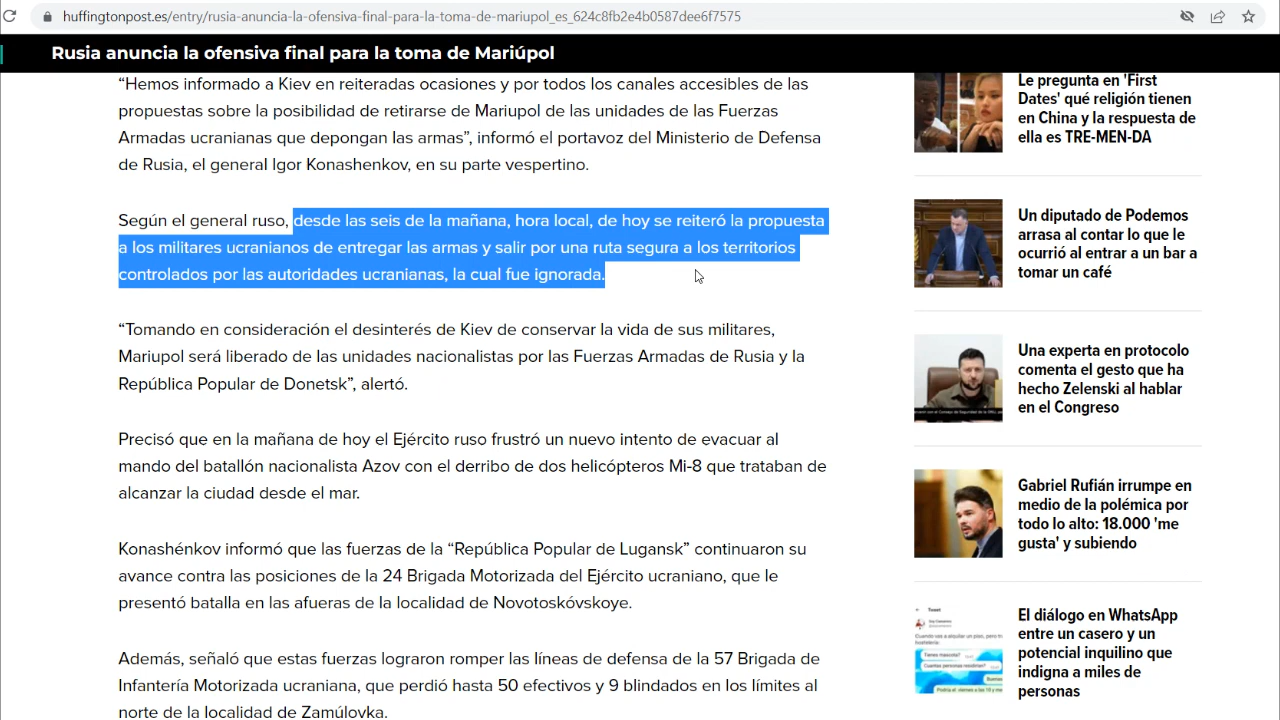 huffingtonpost.es/entry/rusia-anuncia-la-ofensiva-final-para-la-toma-de-mariupol_es_624c8fb2e4b0587dee6f7575
Rusia anuncia la ofensiva final para la toma de Mariúpol
“Hemos informado a Kiev en reiteradas ocasiones y por todos los canales accesibles de las
propuestas sobre la posibilidad de retirarse de Mariupol de las unidades de las Fuerzas
Armadas ucranianas que depongan las armas”, informó el portavoz del Ministerio de Defensa
de Rusia, el general Igor Konashenkov, en su parte vespertino.
Según el general ruso, desde las seis de la mañana, hora local, de hoy se reiteró la propuesta
a los militares ucranianos de entregar las armas y salir por una ruta segura a los territorios
controlados por las autoridades ucranianas, la cual fue ignorada.
“Tomando en consideración el desinterés de Kiev de conservar la vida de sus militares,
Mariupol será liberado de las unidades nacionalistas por las Fuerzas Armadas de Rusia y la
República Popular de Donetsk”, alertó.
Precisó que en la mañana de hoy el Ejército ruso frustró un nuevo intento de evacuar al
mando del batallón nacionalista Azov con el derribo de dos helicópteros Mi-8 que trataban de
alcanzar la ciudad desde el mar.
Konashénkov informó que las fuerzas de la “República Popular de Lugansk” continuaron su
avance contra las posiciones de la 24 Brigada Motorizada del Ejército ucraniano, que le
presentó batalla en las afueras de la localidad de Novotoskóvskoye.
Además, señaló, estas fuerzas lograron romper las líneas de defensa de la 57 Brigada de
Infantería Motorizada ucraniana, que perdió hasta 50 efectivos y 9 blindados en los límites al
norte de la localidad de Zamúlovka.
Le pregunta en 'First
Dates' qué religión tienen
en China y la respuesta de
ella es TRE-MEN-DA
Un diputado de Podemos
arrasa al contar lo que le
ocurrió al entrar a un bar a
tomar un café
Una experta en protocolo
comenta el gesto que ha
hecho Zelenski al hablar
en el Congreso
Gabriel Rufián irrumpe en
medio de la polémica por
todo lo alto: 18.000 'me
gusta' y subiendo
Tweet
El diálogo en WhatsApp
entre un casero y un
potencial inquilino que
indigna a miles de
personas